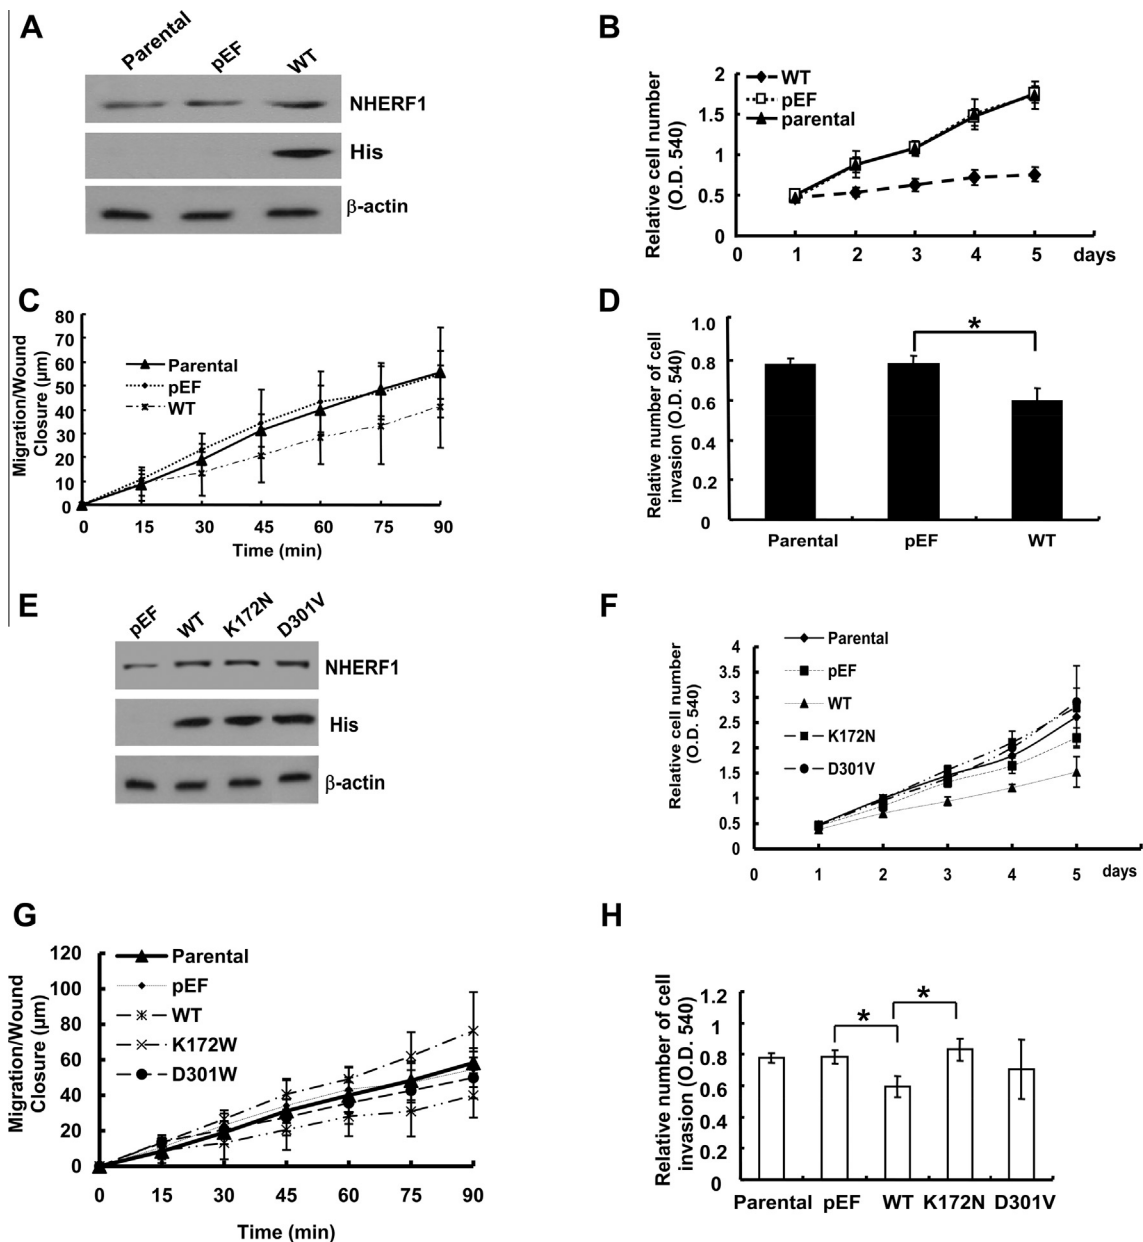 A
Parental
pEF
WT
NHERF1
His
β-actin
B
Relative cell number
(O.D. 540)
2
1.5
1
0.5
0
WT
pEF
parental
0 1 2 3 4 5 days
C
Migration/Wound
Closure (µm)
80
70
60
50
40
30
20
10
0
Parental
pEF
WT
0 15 30 45 60 75 90
Time (min)
D
Relative number of cell
invasion (O.D. 540)
1.0
0.8
0.6
0.4
0.2
0
*
Parental pEF WT
E
pEF
WT
K172N
D301V
NHERF1
His
β-actin
F
Relative cell number
(O.D. 540)
4
3.5
3
2.5
2
1.5
1
0.5
0
Parental
pEF
WT
K172N
D301V
0 1 2 3 4 5 days
G
Migration/Wound
Closure (µm)
120
100
80
60
40
20
0
Parental
pEF
WT
K172W
D301W
0 15 30 45 60 75 90
Time (min)
H
Relative number of cell
invasion (O.D. 540)
1.2
1
0.8
0.6
0.4
0.2
0
*
*
Parental pEF WT K172N D301V